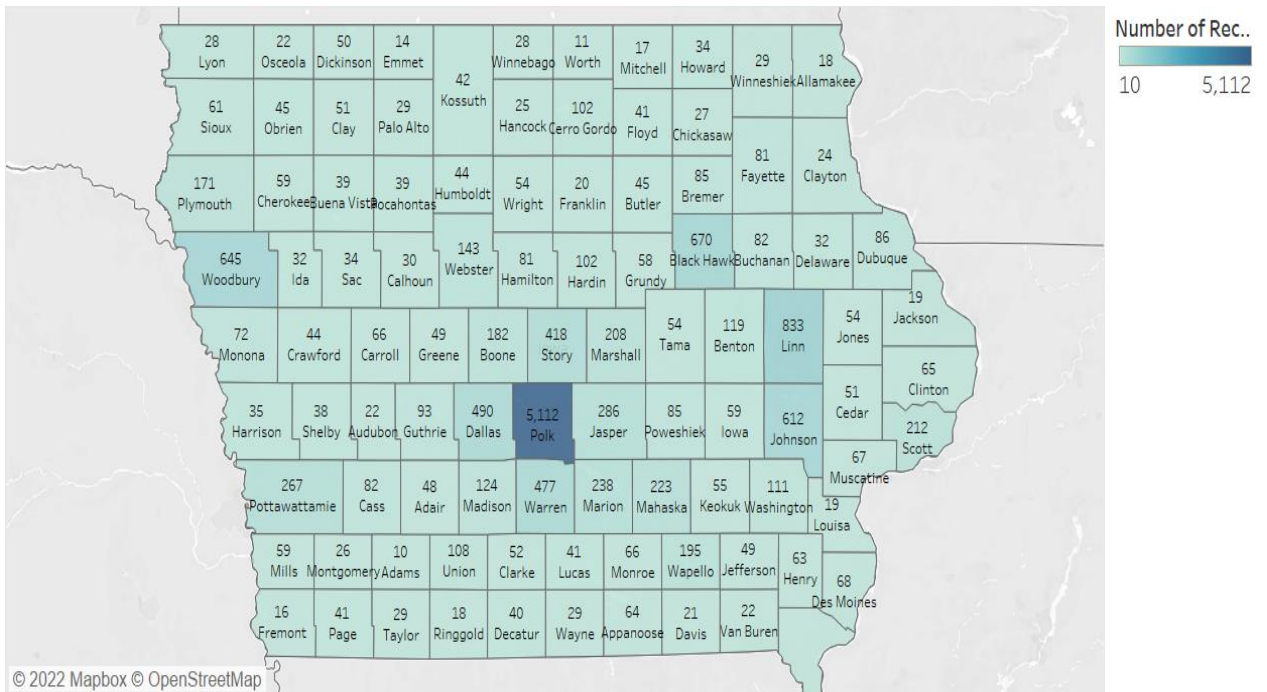 Number of Rec..
10 5,112
28 22 50 14 28 11 17 34 29 18
Lyon Osceola Dickinson Emmet Winnebago Worth Mitchell Howard Winneshiek Allamakee
42
Kossuth
61 45 51 29 25 102 41 27
Sioux Obrien Clay Palo Alto Hancock Cerro Gordo Floyd Chickasaw
81 24
Fayette Clayton
171 59 39 39 44 54 20 45 85
Plymouth Cherokee Buena Vista Pocahontas Humboldt Wright Franklin Butler Bremer
645 32 34 30 143 81 102 58 670 82 32 86
Woodbury Ida Sac Calhoun Webster Hamilton Hardin Grundy Black Hawk Buchanan Delaware Dubuque
19
Jackson
72 44 66 49 182 418 208 54 119 833 54
Monona Crawford Carroll Greene Boone Story Marshall Tama Benton Linn Jones
65
Clinton
35 38 22 93 490 5,112 286 85 59 612 51
Harrison Shelby Audubon Guthrie Dallas Polk Jasper Poweshiek Iowa Johnson Cedar
212
Scott
67
Muscatine
267 82 48 124 477 238 223 55 111 19
Pottawattamie Cass Adair Madison Warren Marion Mahaska Keokuk Washington Louisa
59 26 10 108 52 41 66 195 49 63 68
Mills Montgomery Adams Union Clarke Lucas Monroe Wapello Jefferson Henry Des Moines
16 41 29 18 40 29 64 21 22
Fremont Page Taylor Ringgold Decatur Wayne Appanoose Davis Van Buren
© 2022 Mapbox © OpenStreetMap